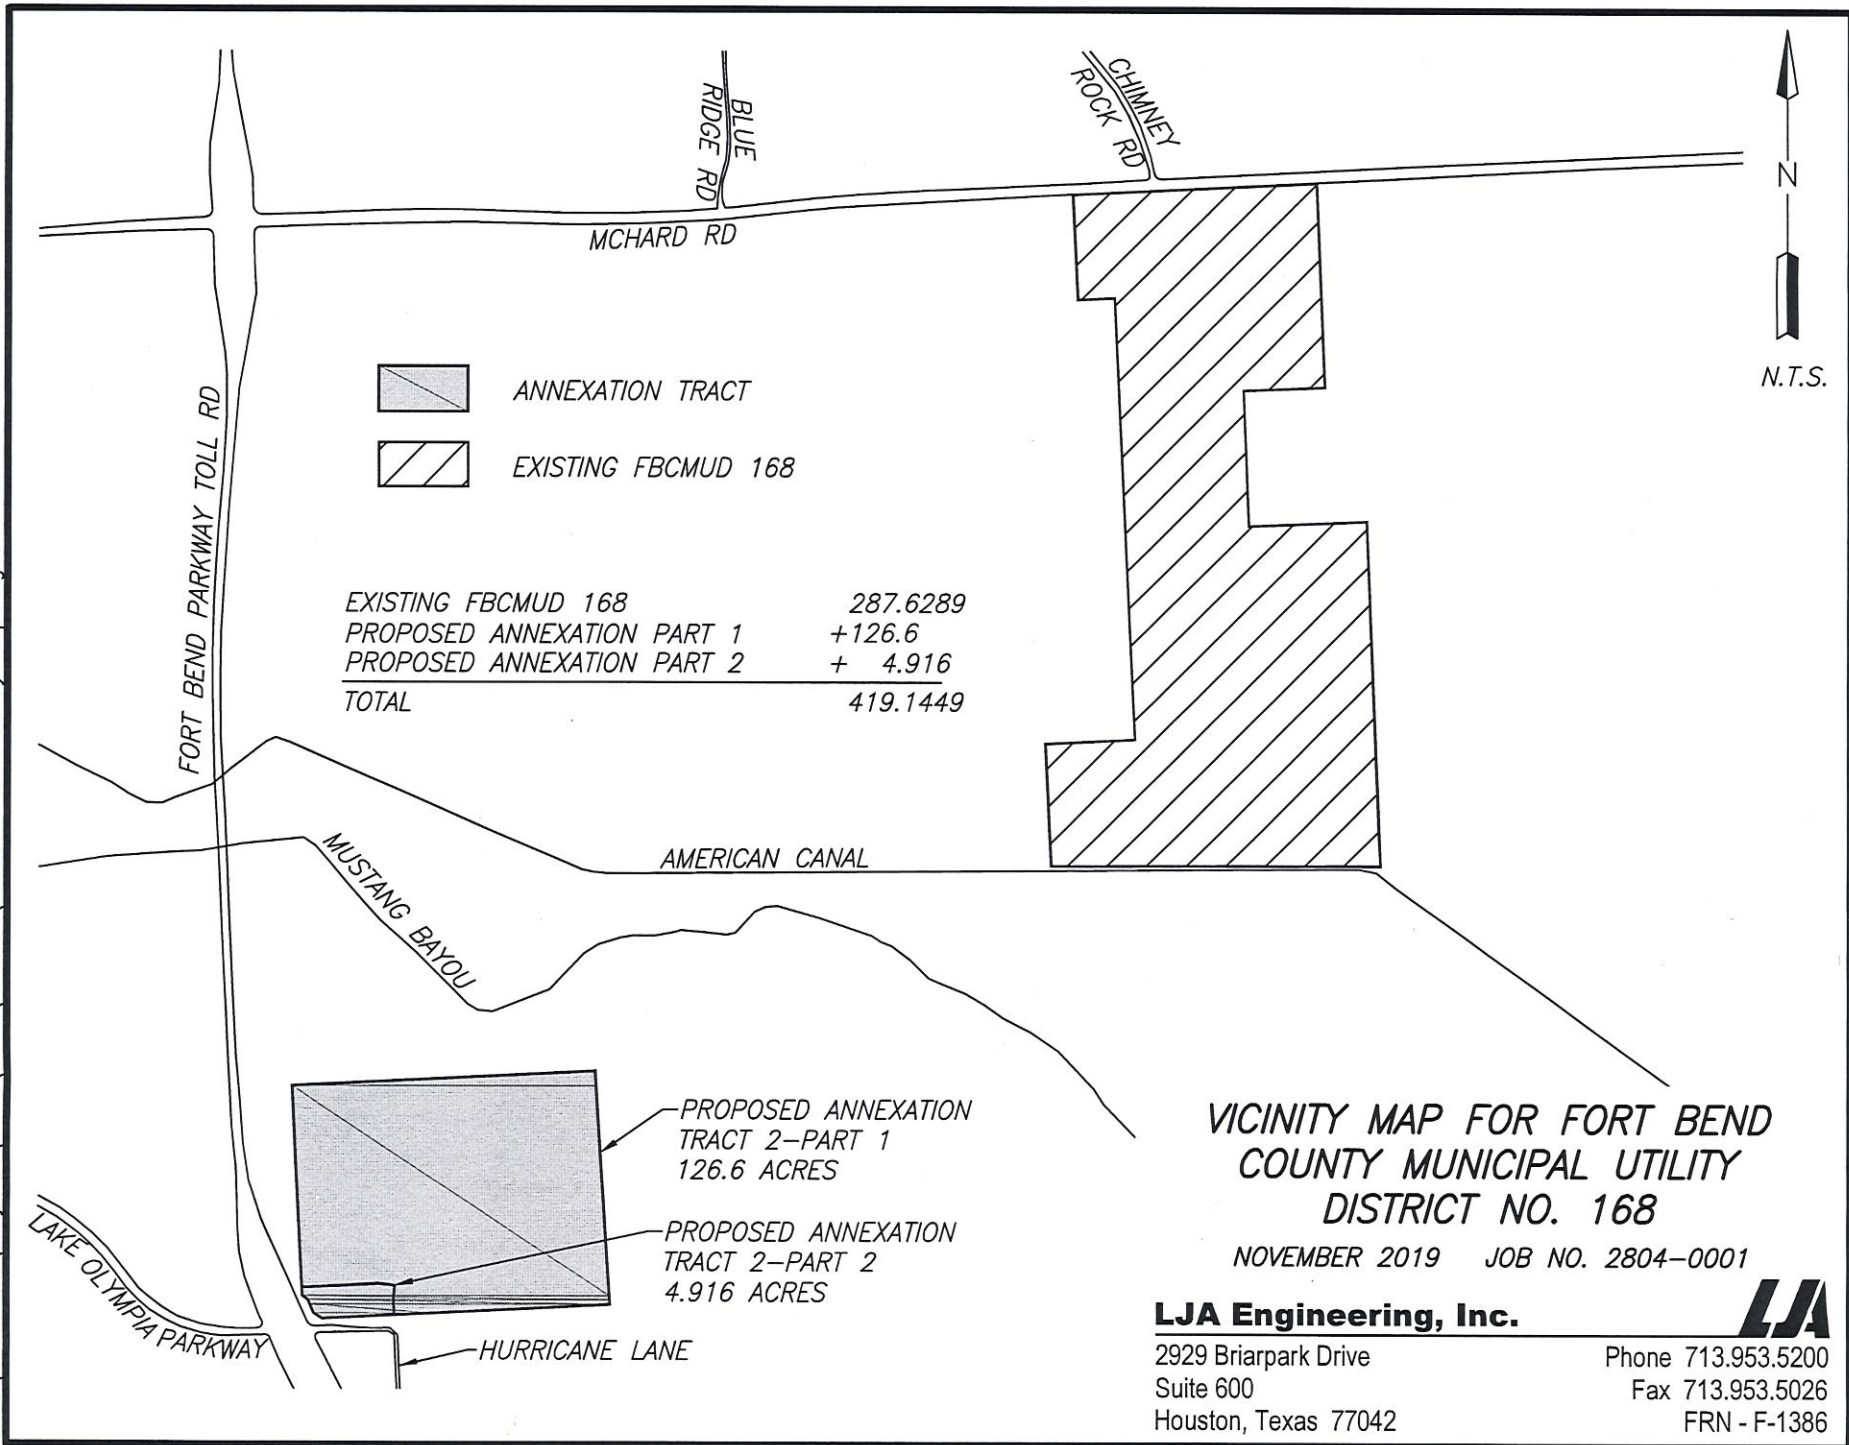 BLUE
RIDGE RD
CHIMNEY
ROCK RD
N
N.T.S.
MCHARD RD
FORT BEND PARKWAY TOLL RD
ANNEXATION TRACT
EXISTING FBCMUD 168
EXISTING FBCMUD 168 287.6289
PROPOSED ANNEXATION PART 1 +126.6
PROPOSED ANNEXATION PART 2 + 4.916
TOTAL 419.1449
AMERICAN CANAL
MUSTANG BAYOU
PROPOSED ANNEXATION
TRACT 2-PART 1
126.6 ACRES
PROPOSED ANNEXATION
TRACT 2-PART 2
4.916 ACRES
LAKE OLYMPIA PARKWAY
HURRICANE LANE
VICINITY MAP FOR FORT BEND
COUNTY MUNICIPAL UTILITY
DISTRICT NO. 168
NOVEMBER 2019 JOB NO. 2804-0001
LJA Engineering, Inc.
LJA
2929 Briarpark Drive
Suite 600
Houston, Texas 77042
Phone 713.953.5200
Fax 713.953.5026
FRN - F-1386